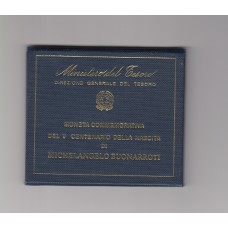 Ministero del Tesoro
DIREZIONE GENERALE DEL TESORO
MONETA COMMEMORATIVA
DEL V CENTENARIO DELLA NASCITA
DI
MICHELANGELO BUONARROTI